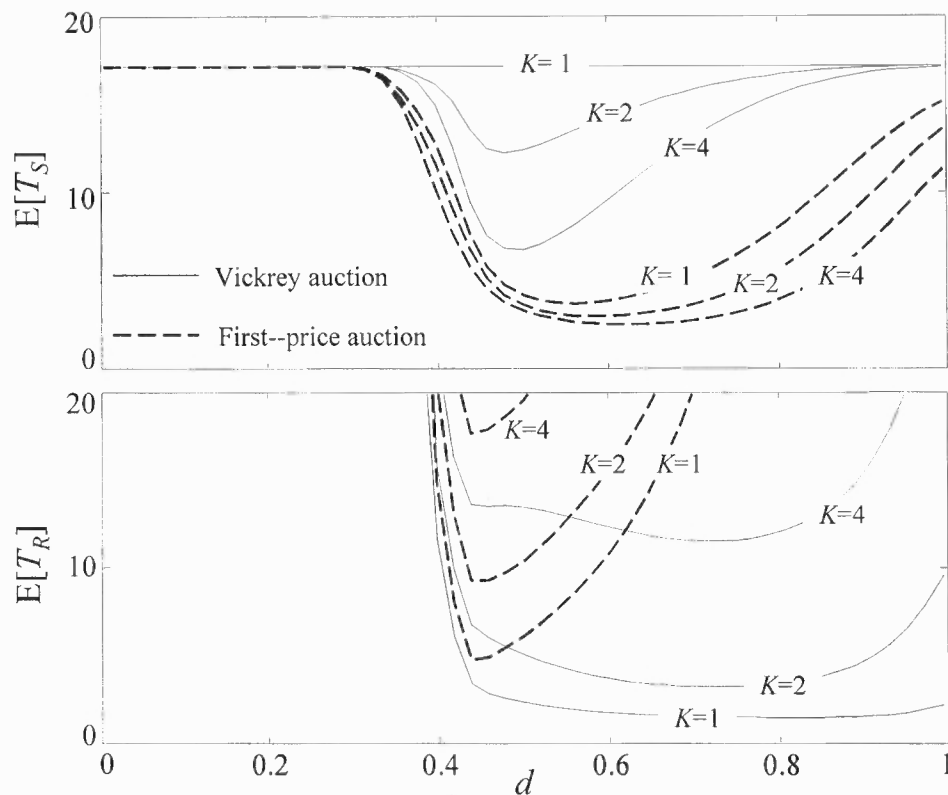 20
K= 1
K=2
E[T_S]
10
K=4
Vickrey auction
K= 1
K=2
K=4
First--price auction
0
20
K=4
K=2
K=1
E[T_R]
K=4
10
K=2
K=1
0
0
0.2
0.4
d
0.6
0.8
1